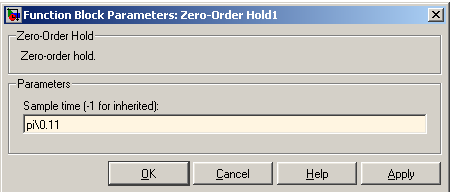 Function Block Parameters: Zero-Order Hold1
Zero-Order Hold
Zero-order hold.
Parameters
Sample time (-1 for inherited):
pi\0.11
OK Cancel Help Apply